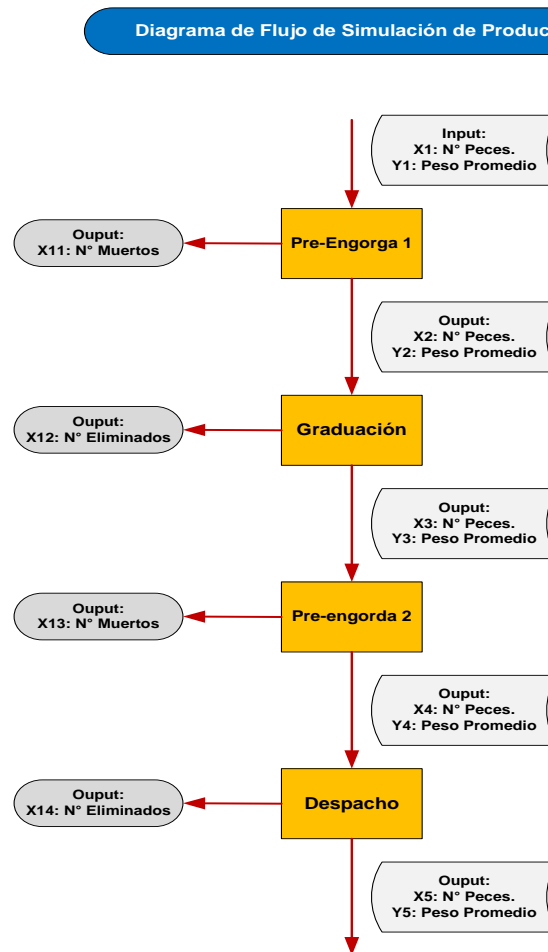 Diagrama de Flujo de Simulación de Produc
Input:
X1: N° Peces.
Y1: Peso Promedio
Ouput:
X11: N° Muertos
Pre-Engorga 1
Ouput:
X2: N° Peces.
Y2: Peso Promedio
Ouput:
X12: N° Eliminados
Graduación
Ouput:
X3: N° Peces.
Y3: Peso Promedio
Ouput:
X13: N° Muertos
Pre-engorda 2
Ouput:
X4: N° Peces.
Y4: Peso Promedio
Ouput:
X14: N° Eliminados
Despacho
Ouput:
X5: N° Peces.
Y5: Peso Promedio